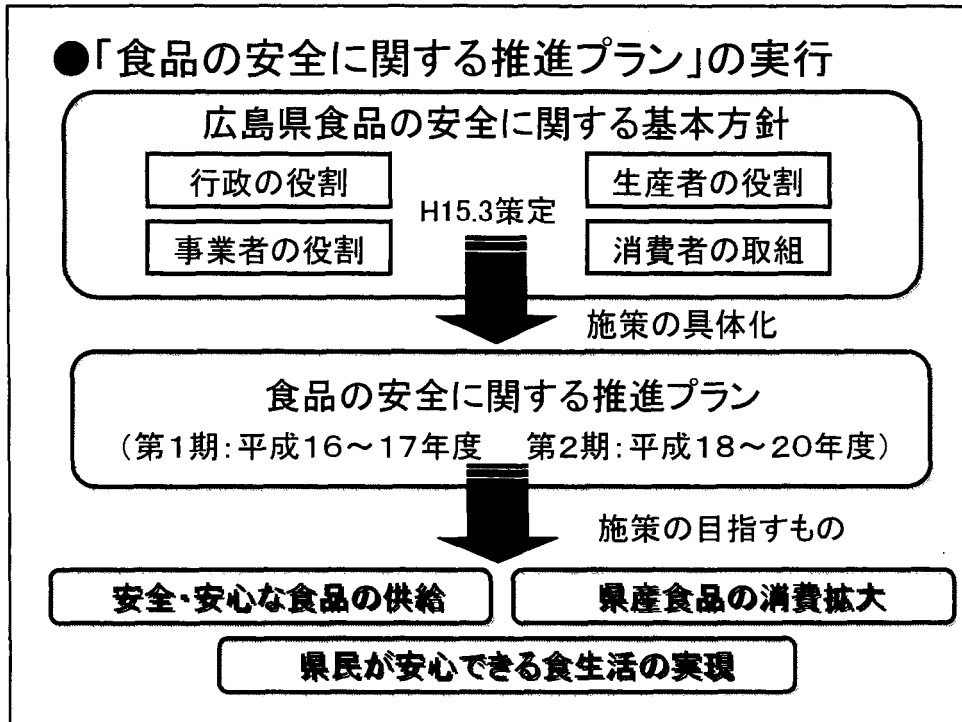 ●「食品の安全に関する推進プラン」の実行
広島県食品の安全に関する基本方針
行政の役割
生産者の役割
H15.3策定
事業者の役割
消費者の取組
施策の具体化
食品の安全に関する推進プラン
(第1期:平成16～17年度 第2期:平成18～20年度)
施策の目指すもの
安全・安心な食品の供給
県産食品の消費拡大
県民が安心できる食生活の実現